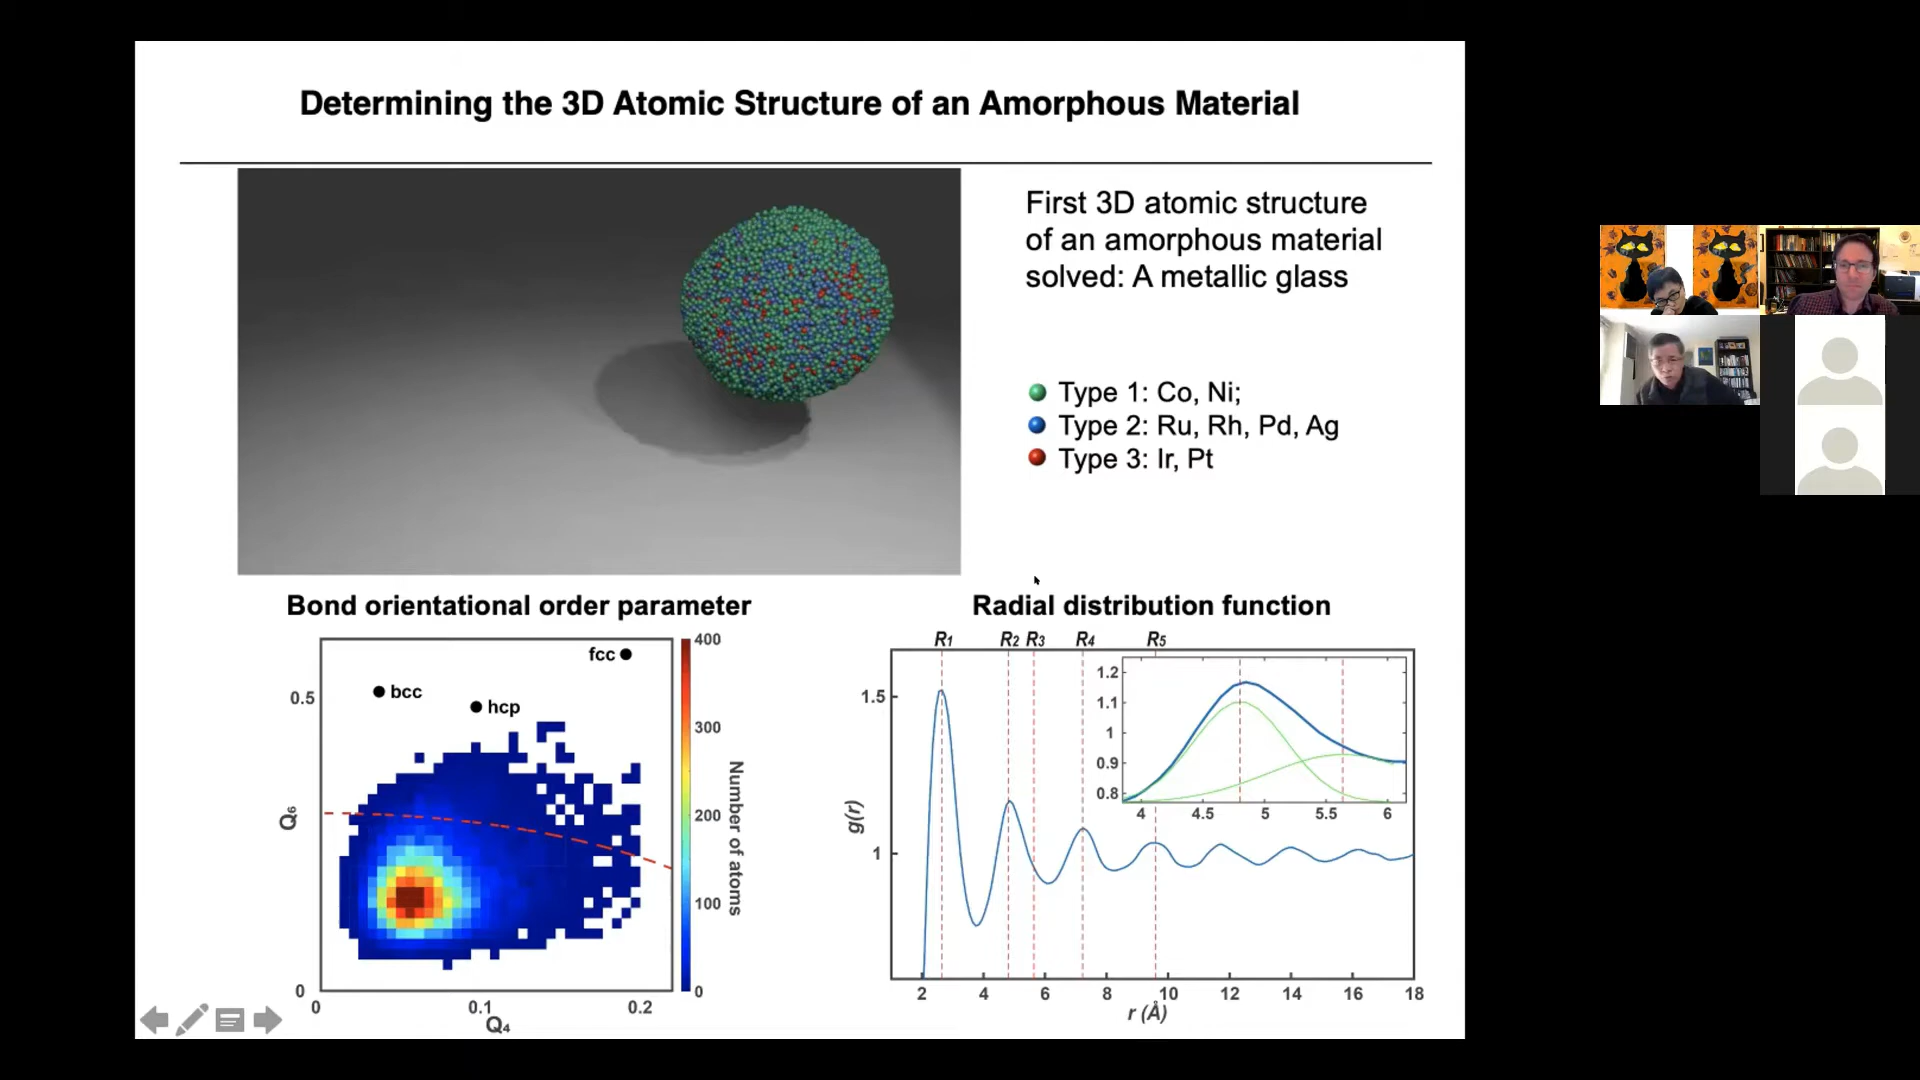 Determining the 3D Atomic Structure of an Amorphous Material
First 3D atomic structure
of an amorphous material
solved: A metallic glass
Type 1: Co, Ni;
Type 2: Ru, Rh, Pd, Ag
Type 3: Ir, Pt
Bond orientational order parameter
fcc
bcc
hcp
0.5
0
Q₆
0
0.1
0.2
Q₄
400
300
200
100
0
Number of atoms
Radial distribution function
R₁ R₂ R₃ R₄ R₅
1.5
1
g(r)
2 4 6 8 10 12 14 16 18
r (Å)
1.2
1.1
1
0.9
0.8
4 4.5 5 5.5 6